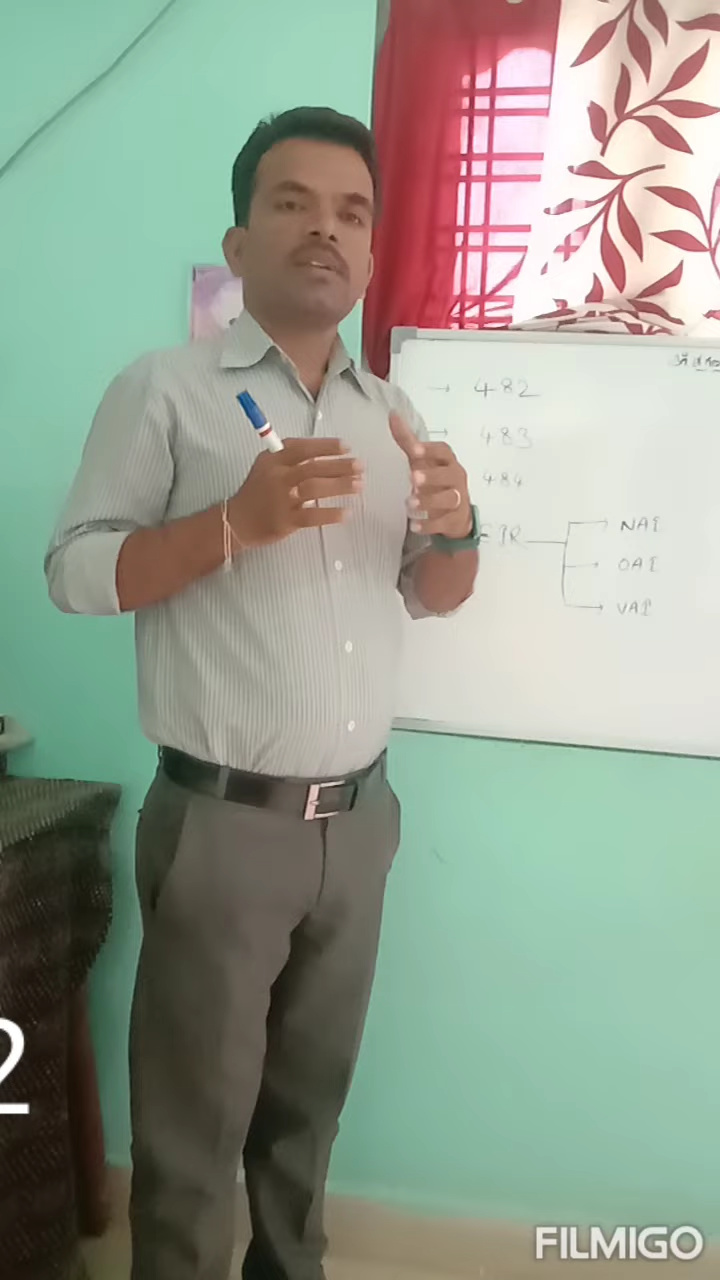 → 482
→ 483
484
→ NAI
→ OAI
→ VAI
2
FILMIGO